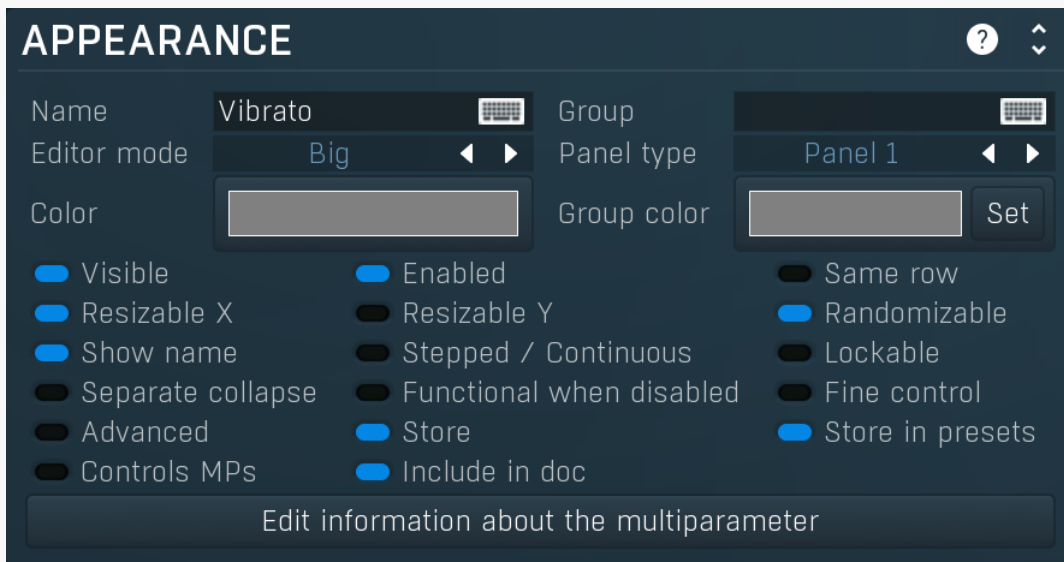 APPEARANCE ?
Name Vibrato Group
Editor mode Big Panel type Panel 1
Color Group color Set
Visible Enabled Same row
Resizable X Resizable Y Randomizable
Show name Stepped / Continuous Lockable
Separate collapse Functional when disabled Fine control
Advanced Store Store in presets
Controls MPs Include in doc
Edit information about the multiparameter